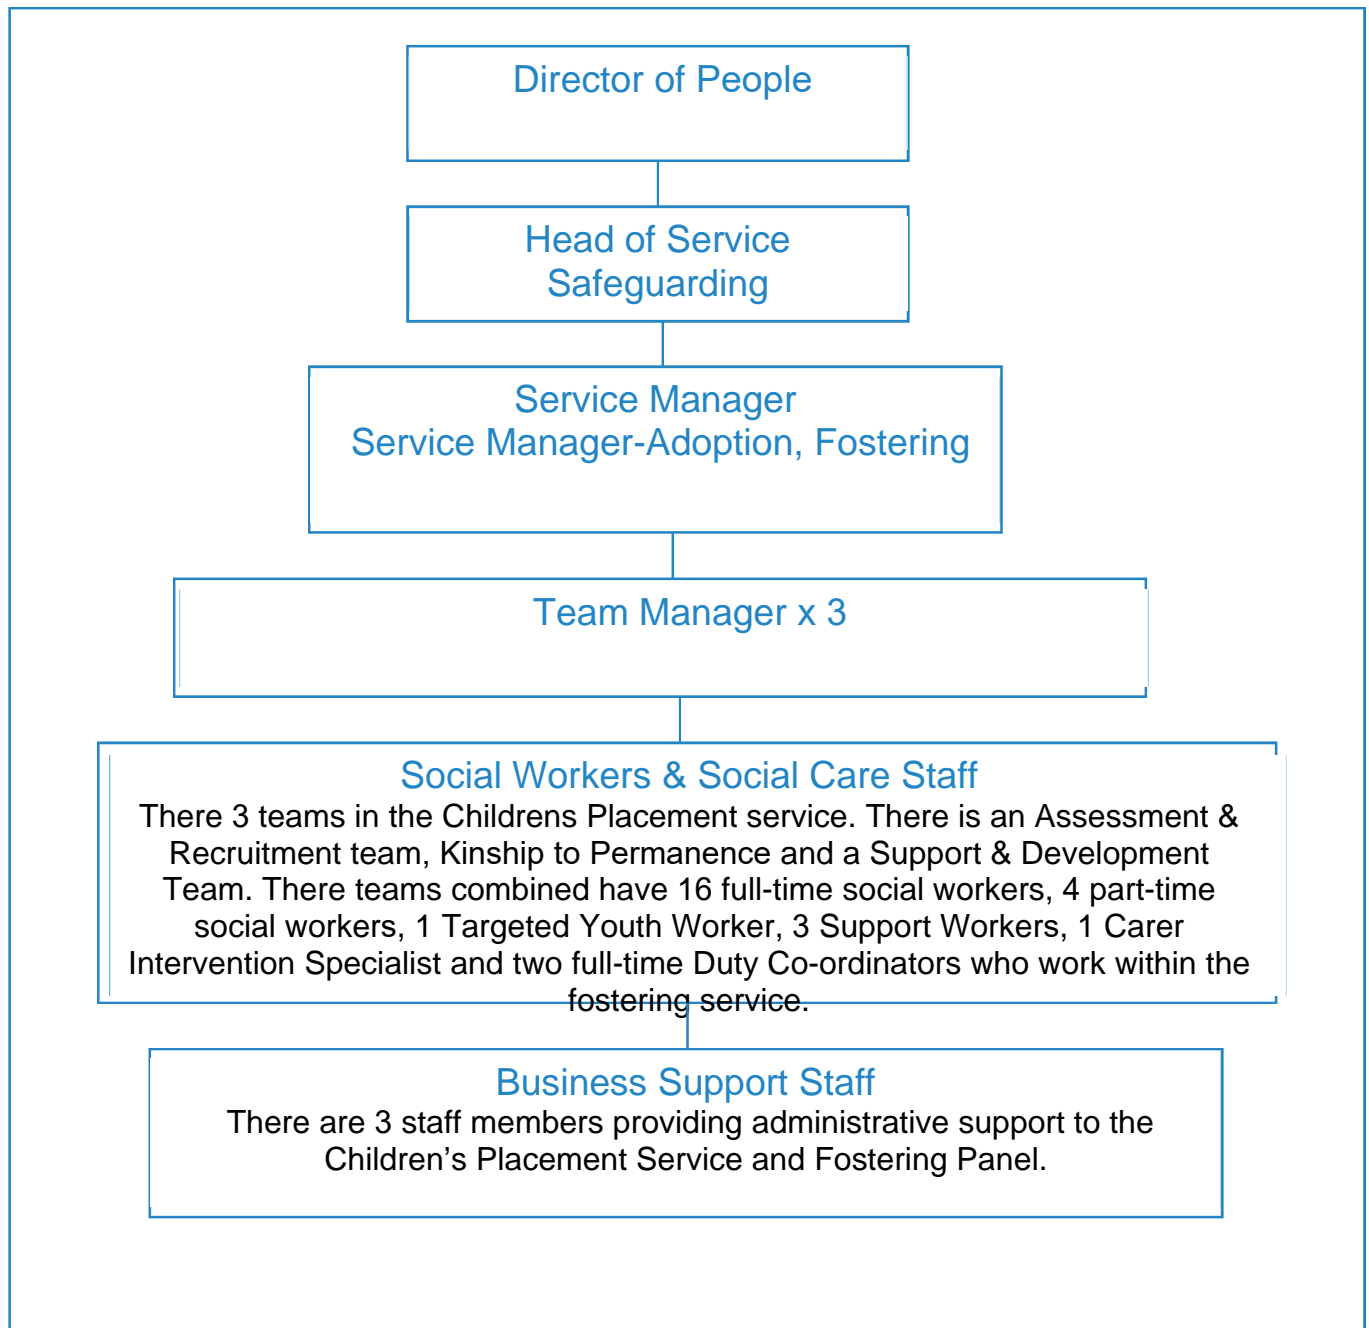 Director of People
Head of Service
Safeguarding
Service Manager
Service Manager-Adoption, Fostering
Team Manager x 3
Social Workers & Social Care Staff
There 3 teams in the Childrens Placement service. There is an Assessment &
Recruitment team, Kinship to Permanence and a Support & Development
Team. There teams combined have 16 full-time social workers, 4 part-time
social workers, 1 Targeted Youth Worker, 3 Support Workers, 1 Carer
Intervention Specialist and two full-time Duty Co-ordinators who work within the
fostering service.
Business Support Staff
There are 3 staff members providing administrative support to the
Children’s Placement Service and Fostering Panel.